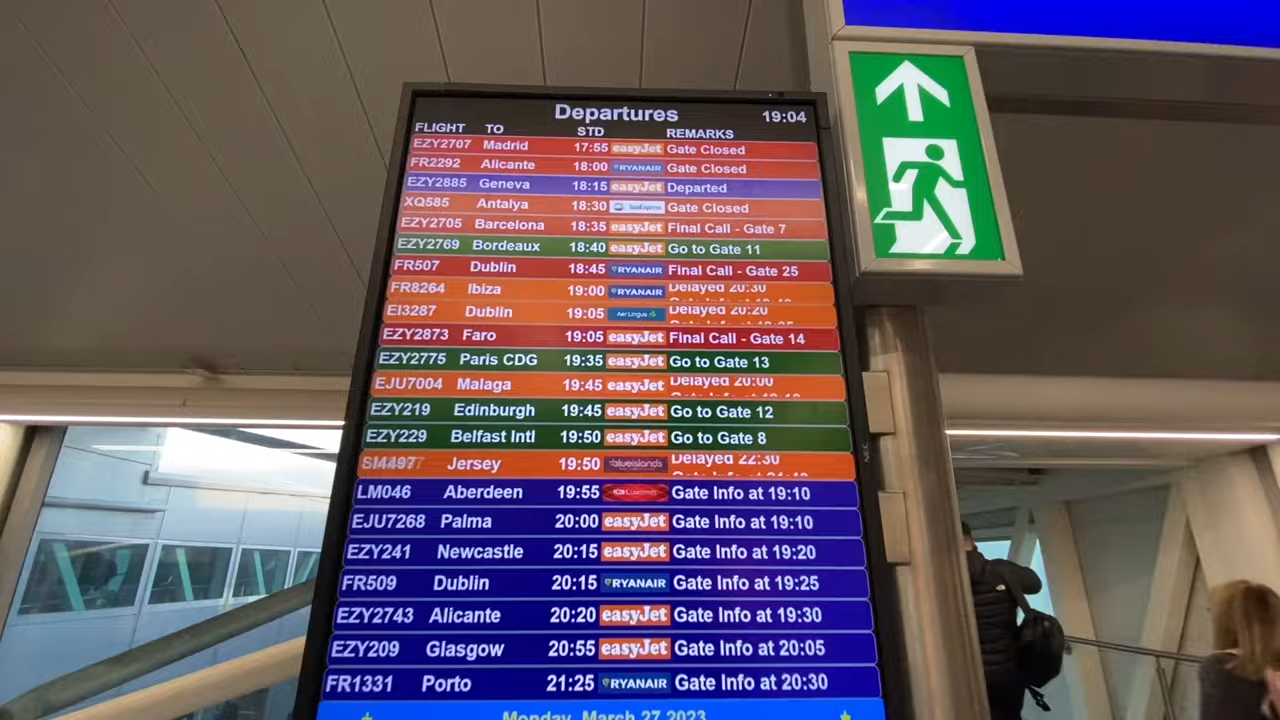 Departures 19:04
FLIGHT TO STD REMARKS
EZY2707 Madrid 17:55 easyJet Gate Closed
FR2292 Alicante 18:00 RYANAIR Gate Closed
EZY2885 Geneva 18:15 easyJet Departed
XQ585 Antalya 18:30 SunExpress Gate Closed
EZY2705 Barcelona 18:35 easyJet Final Call - Gate 7
EZY2769 Bordeaux 18:40 easyJet Go to Gate 11
FR507 Dublin 18:45 RYANAIR Final Call - Gate 25
FR8264 Ibiza 19:00 RYANAIR Delayed 20:30
EI3287 Dublin 19:05 Aer Lingus Delayed 20:20
EZY2873 Faro 19:05 easyJet Final Call - Gate 14
EZY2775 Paris CDG 19:35 easyJet Go to Gate 13
EJU7004 Malaga 19:45 easyJet Delayed 20:00
EZY219 Edinburgh 19:45 easyJet Go to Gate 12
EZY229 Belfast Intl 19:50 easyJet Go to Gate 8
SI4497 Jersey 19:50 blueislands Delayed 22:30
LM046 Aberdeen 19:55 Gate Info at 19:10
EJU7268 Palma 20:00 easyJet Gate Info at 19:10
EZY241 Newcastle 20:15 easyJet Gate Info at 19:20
FR509 Dublin 20:15 RYANAIR Gate Info at 19:25
EZY2743 Alicante 20:20 easyJet Gate Info at 19:30
EZY209 Glasgow 20:55 easyJet Gate Info at 20:05
FR1331 Porto 21:25 RYANAIR Gate Info at 20:30
Monday, March 27 2023